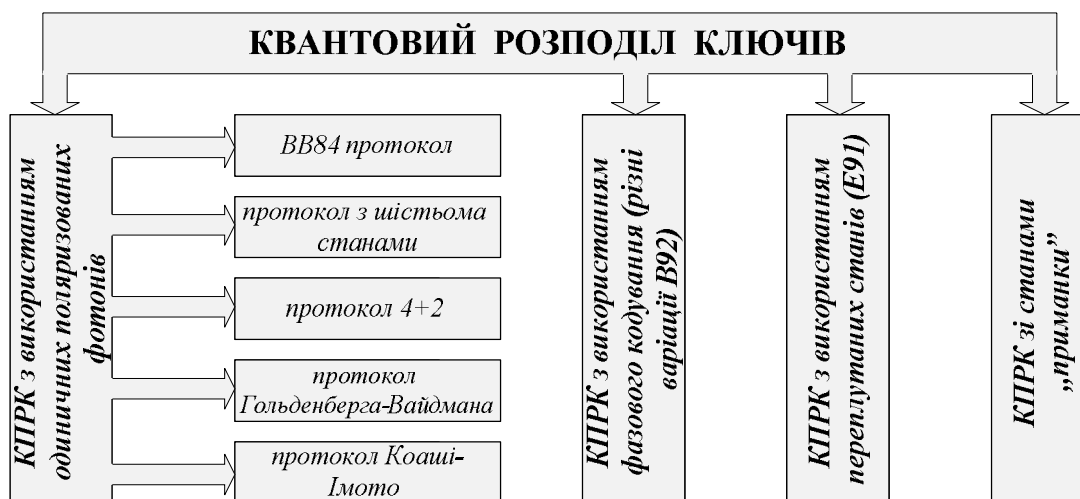 КВАНТОВИЙ РОЗПОДІЛ КЛЮЧІВ
КПРК з використанням
одиничних поляризованих
фотонів
BB84 протокол
протокол з шістьома
станами
протокол 4+2
протокол
Гольденберга-Вайдмана
протокол Коаші-
Імото
КПРК з використанням
фазового кодування (різні
варіації B92)
КПРК з використанням
переплутаних станів (E91)
КПРК зі станами
„приманки”